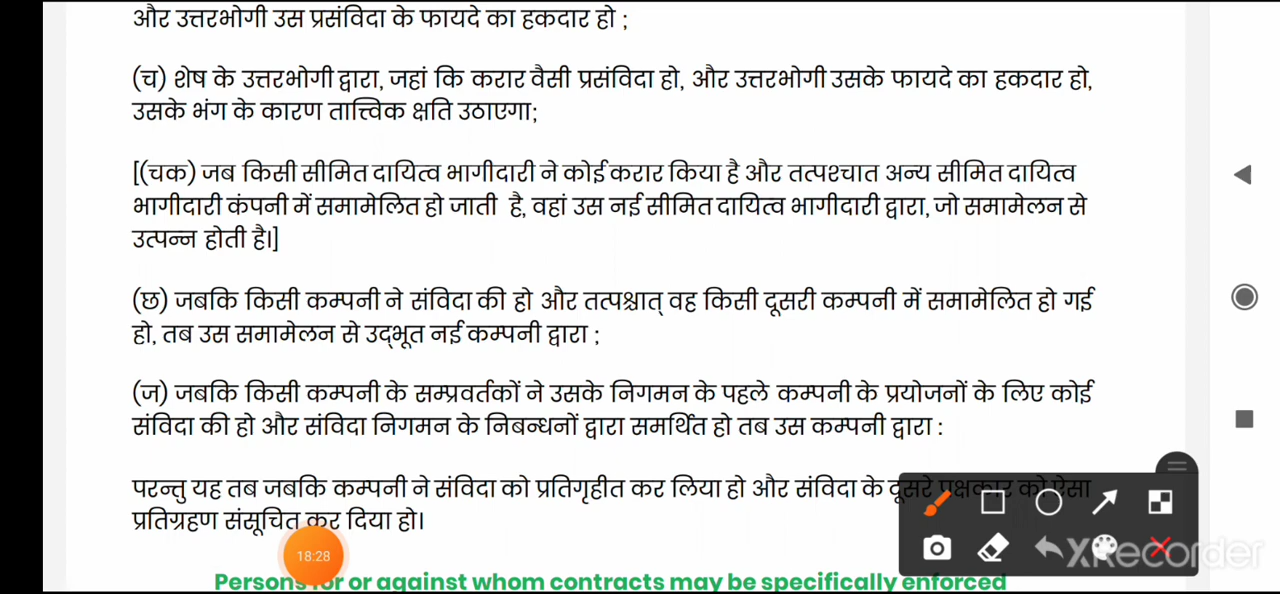 और उत्तरभोगी उस प्रसंविदा के फायदे का हकदार हो ;
(च) शेष के उत्तरभोगी द्वारा, जहां कि करार वैसी प्रसंविदा हो, और उत्तरभोगी उसके फायदे का हकदार हो,
उसके भंग के कारण तात्त्विक क्षति उठाएगा;
[(चक) जब किसी सीमित दायित्व भागीदारी ने कोई करार किया है और तत्पश्चात अन्य सीमित दायित्व
भागीदारी कंपनी में समामेलित हो जाती है, वहां उस नई सीमित दायित्व भागीदारी द्वारा, जो समामेलन से
उत्पन्न होती है।]
(छ) जबकि किसी कम्पनी ने संविदा की हो और तत्पश्चात् वह किसी दूसरी कम्पनी में समामेलित हो गई
हो, तब उस समामेलन से उद्भूत नई कम्पनी द्वारा ;
(ज) जबकि किसी कम्पनी के सम्प्रवर्तकों ने उसके निगमन के पहले कम्पनी के प्रयोजनों के लिए कोई
संविदा की हो और संविदा निगमन के निबन्धनों द्वारा समर्थित हो तब उस कम्पनी द्वारा :
परन्तु यह तब जबकि कम्पनी ने संविदा को प्रतिगृहीत कर लिया हो और संविदा के दूसरे पक्षकार को ऐसा
प्रतिग्रहण संसूचित कर दिया हो।
18:28
XRecorder
Persons for or against whom contracts may be specifically enforced